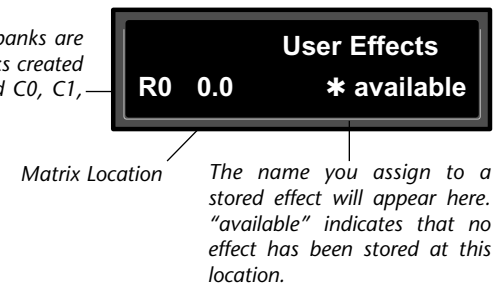 banks are
ks created
d C0, C1,
User Effects
R0 0.0 ✱ available
Matrix Location
The name you assign to a
stored effect will appear here.
“available” indicates that no
effect has been stored at this
location.